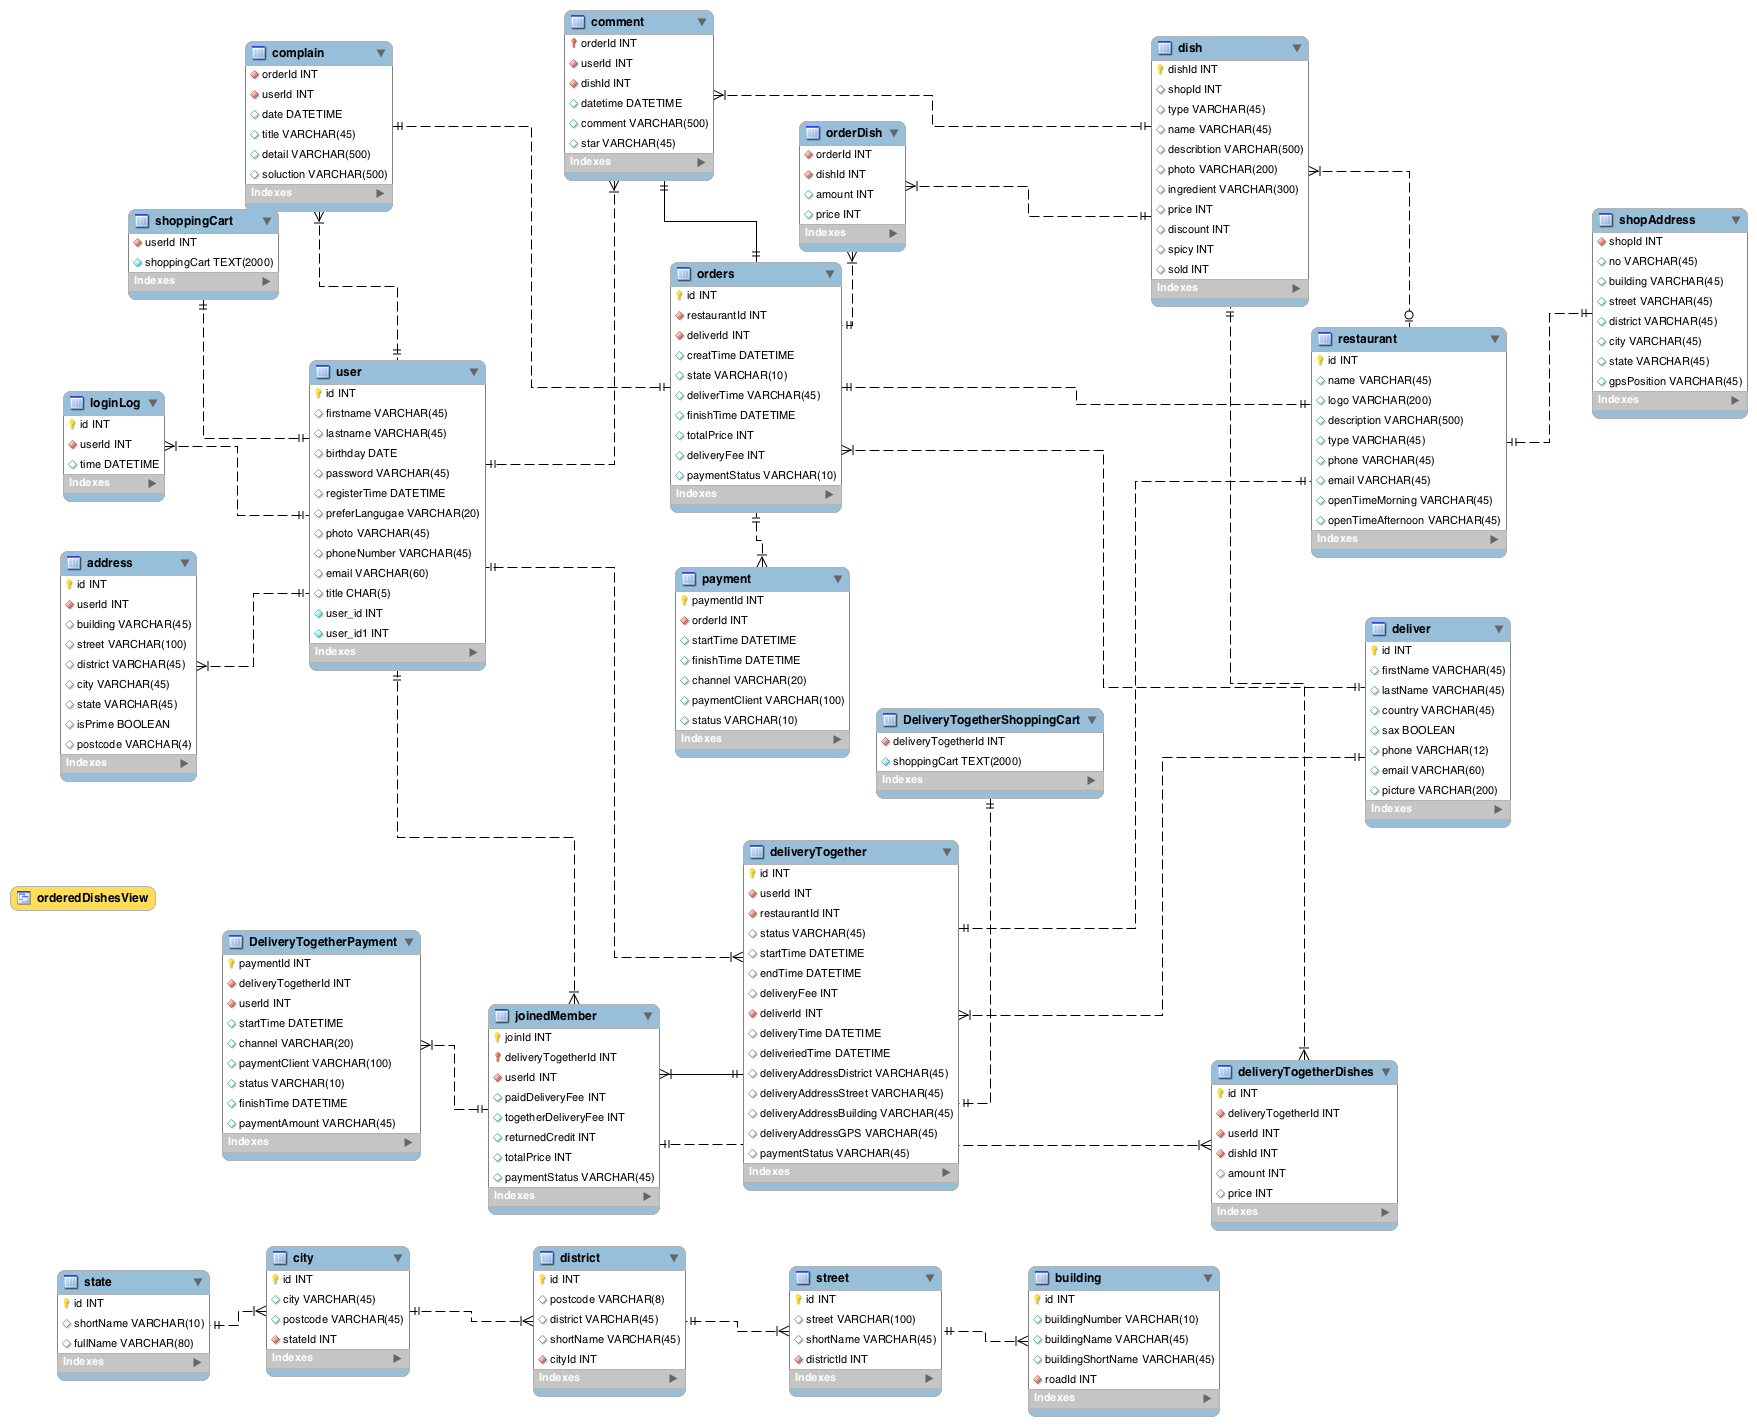 complain
orderId INT
userId INT
date DATETIME
title VARCHAR(45)
detail VARCHAR(500)
soluction VARCHAR(500)
Indexes
comment
orderId INT
userId INT
dishId INT
datetime DATETIME
comment VARCHAR(500)
star VARCHAR(45)
Indexes
orderDish
orderId INT
dishId INT
amount INT
price INT
Indexes
dish
dishId INT
shopId INT
type VARCHAR(45)
name VARCHAR(45)
describtion VARCHAR(500)
photo VARCHAR(200)
ingredient VARCHAR(300)
price INT
discount INT
spicy INT
sold INT
Indexes
shopAddress
shopId INT
no VARCHAR(45)
building VARCHAR(45)
street VARCHAR(45)
district VARCHAR(45)
city VARCHAR(45)
state VARCHAR(45)
gpsPosition VARCHAR(45)
Indexes
shoppingCart
userId INT
shoppingCart TEXT(2000)
Indexes
orders
id INT
restaurantId INT
deliverId INT
creatTime DATETIME
state VARCHAR(10)
deliverTime VARCHAR(45)
finishTime DATETIME
totalPrice INT
deliveryFee INT
paymentStatus VARCHAR(10)
Indexes
restaurant
id INT
name VARCHAR(45)
logo VARCHAR(200)
description VARCHAR(500)
type VARCHAR(45)
phone VARCHAR(45)
email VARCHAR(45)
openTimeMorning VARCHAR(45)
openTimeAfternoon VARCHAR(45)
Indexes
loginLog
id INT
userId INT
time DATETIME
Indexes
user
id INT
firstname VARCHAR(45)
lastname VARCHAR(45)
birthday DATE
password VARCHAR(45)
registerTime DATETIME
preferLangugae VARCHAR(20)
photo VARCHAR(45)
phoneNumber VARCHAR(45)
email VARCHAR(60)
title CHAR(5)
user_id INT
user_id1 INT
Indexes
address
id INT
userId INT
building VARCHAR(45)
street VARCHAR(100)
district VARCHAR(45)
city VARCHAR(45)
state VARCHAR(45)
isPrime BOOLEAN
postcode VARCHAR(4)
Indexes
payment
paymentId INT
orderId INT
startTime DATETIME
finishTime DATETIME
channel VARCHAR(20)
paymentClient VARCHAR(100)
status VARCHAR(10)
Indexes
deliver
id INT
firstName VARCHAR(45)
lastName VARCHAR(45)
country VARCHAR(45)
sax BOOLEAN
phone VARCHAR(12)
email VARCHAR(60)
picture VARCHAR(200)
Indexes
DeliveryTogetherShoppingCart
deliveryTogetherId INT
shoppingCart TEXT(2000)
Indexes
orderedDishesView
deliveryTogether
id INT
userId INT
restaurantId INT
status VARCHAR(45)
startTime DATETIME
endTime DATETIME
deliveryFee INT
deliverId INT
deliveryTime DATETIME
deliveriedTime DATETIME
deliveryAddressDistrict VARCHAR(45)
deliveryAddressStreet VARCHAR(45)
deliveryAddressBuilding VARCHAR(45)
deliveryAddressGPS VARCHAR(45)
paymentStatus VARCHAR(45)
Indexes
DeliveryTogetherPayment
paymentId INT
deliveryTogetherId INT
userId INT
startTime DATETIME
channel VARCHAR(20)
paymentClient VARCHAR(100)
status VARCHAR(10)
finishTime DATETIME
paymentAmount VARCHAR(45)
Indexes
joinedMember
joinId INT
deliveryTogetherId INT
userId INT
paidDeliveryFee INT
togetherDeliveryFee INT
returnedCredit INT
totalPrice INT
paymentStatus VARCHAR(45)
Indexes
deliveryTogetherDishes
id INT
deliveryTogetherId INT
userId INT
dishId INT
amount INT
price INT
Indexes
state
id INT
shortName VARCHAR(10)
fullName VARCHAR(80)
Indexes
city
id INT
city VARCHAR(45)
postcode VARCHAR(45)
stateId INT
Indexes
district
id INT
postcode VARCHAR(8)
district VARCHAR(45)
shortName VARCHAR(45)
cityId INT
Indexes
street
id INT
street VARCHAR(100)
shortName VARCHAR(45)
districtId INT
Indexes
building
id INT
buildingNumber VARCHAR(10)
buildingName VARCHAR(45)
buildingShortName VARCHAR(45)
roadId INT
Indexes